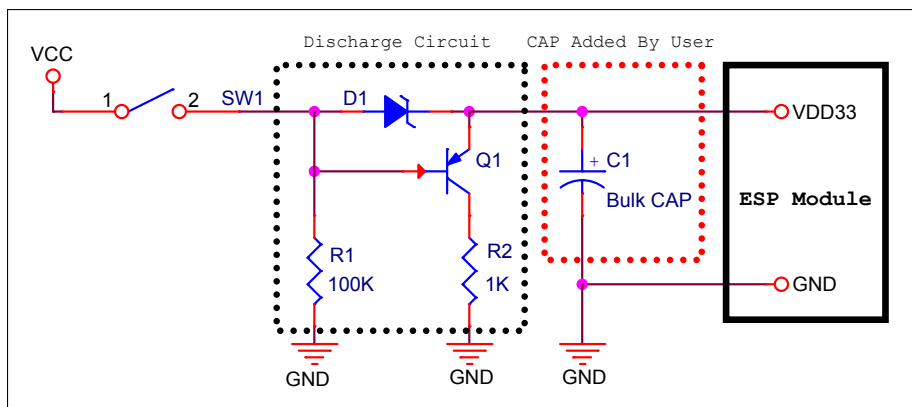 Discharge Circuit
CAP Added By User
VCC
1
2
SW1
D1
VDD33
Q1
+
C1
Bulk CAP
ESP Module
R1
100K
R2
1K
GND
GND
GND
GND